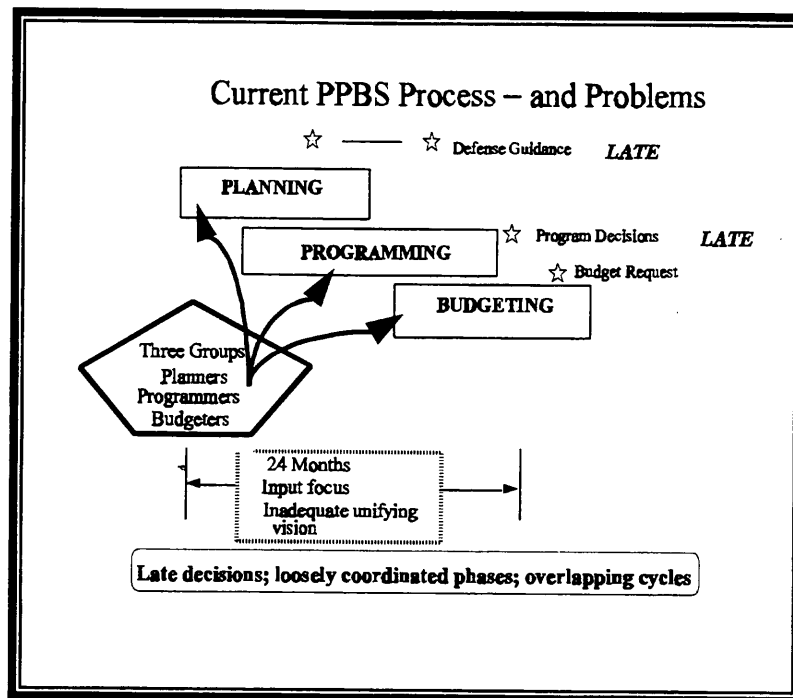 Current PPBS Process – and Problems
Defense Guidance LATE
PLANNING
Program Decisions LATE
PROGRAMMING
Budget Request
BUDGETING
Three Groups
Planners
Programmers
Budgeters
24 Months
Input focus
Inadequate unifying
vision
Late decisions; loosely coordinated phases; overlapping cycles